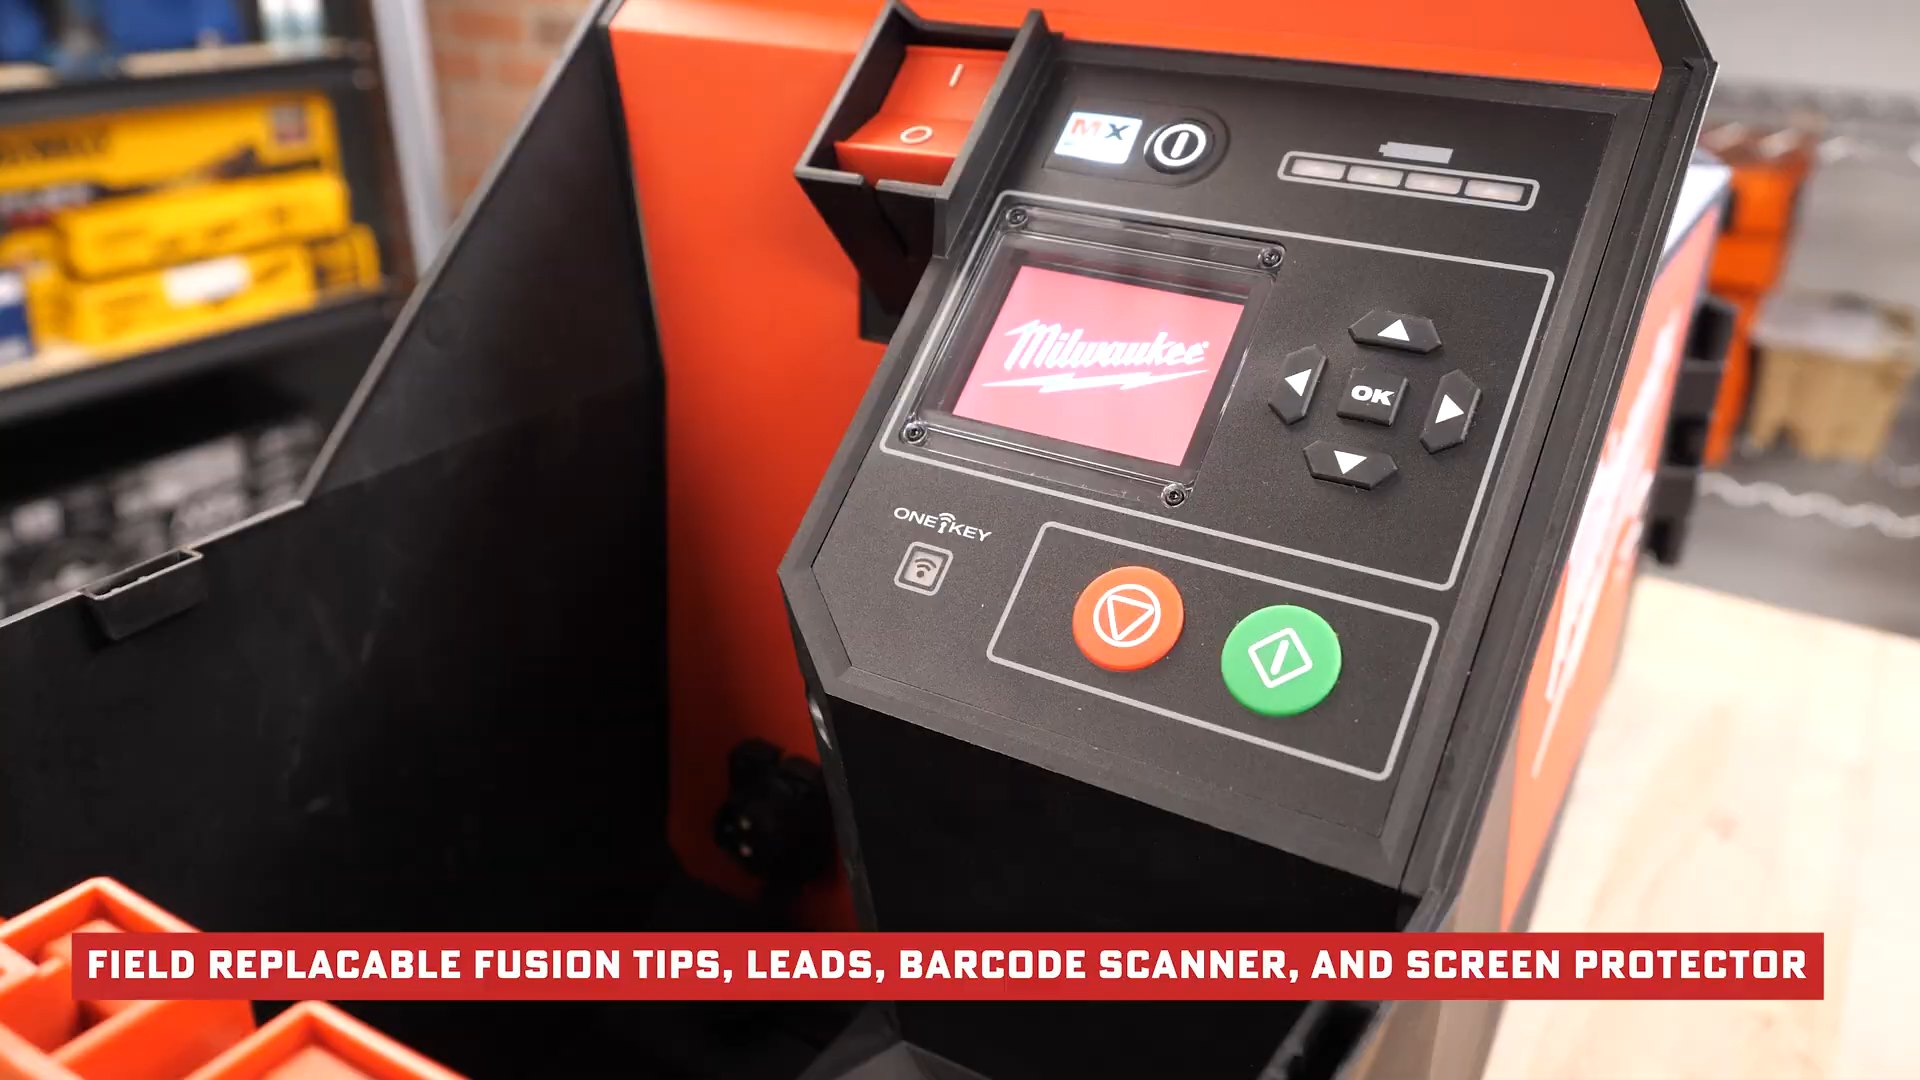 MX
Milwaukee
OK
ONE KEY
FIELD REPLACABLE FUSION TIPS, LEADS, BARCODE SCANNER, AND SCREEN PROTECTOR